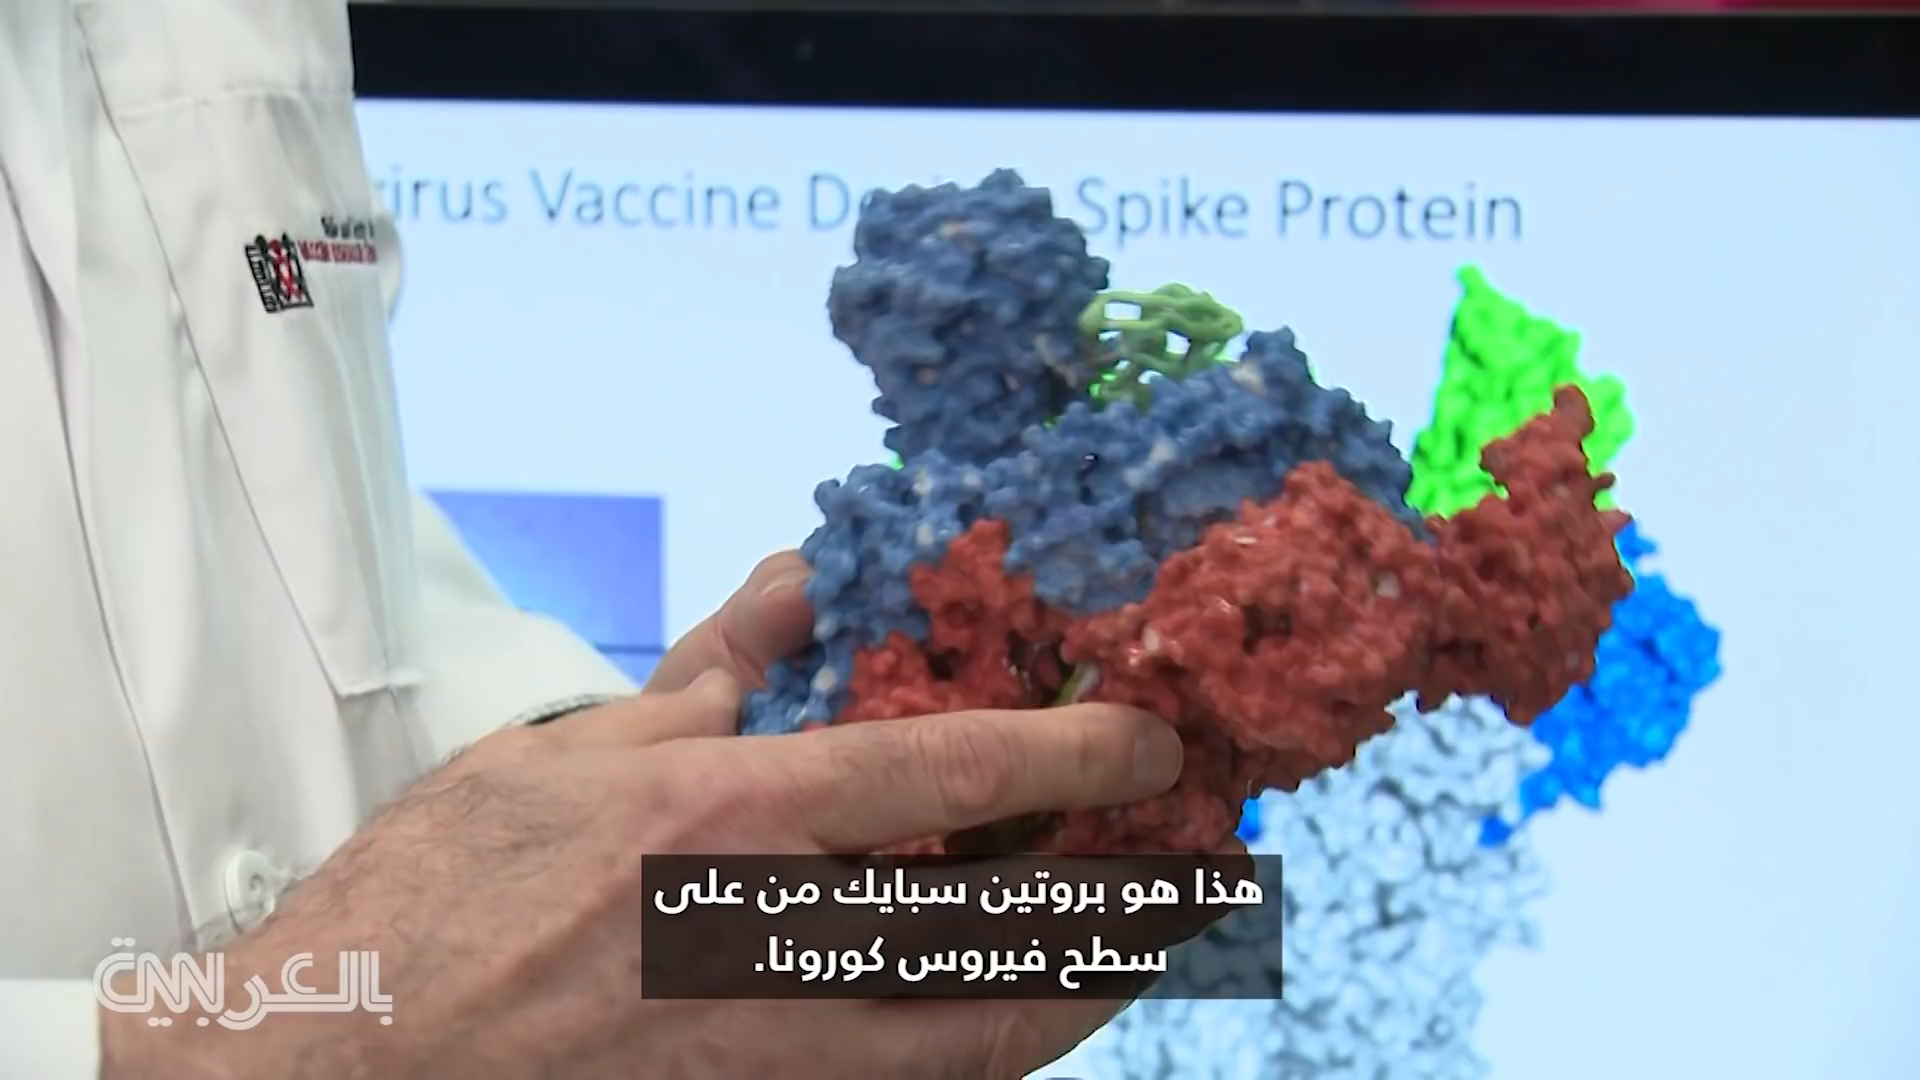 irus Vaccine De Spike Protein
هذا هو بروتين سبايك من على
سطح فيروس كورونا.
CNN بالعربية